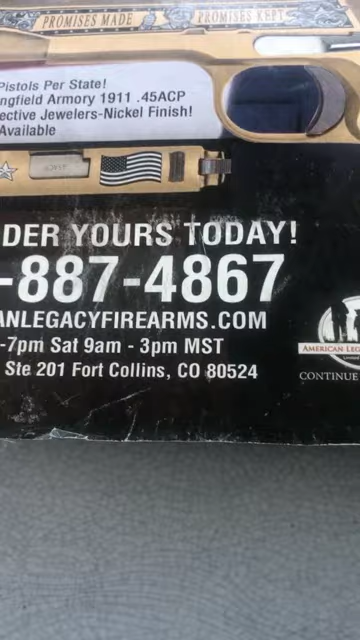 PROMISES MADE PROMISES KEPT
Pistols Per State!
ngfield Armory 1911 .45ACP
ective Jewelers-Nickel Finish!
Available
DER YOURS TODAY!
-887-4867
ANLEGACYFIREARMS.COM
-7pm Sat 9am - 3pm MST
Ste 201 Fort Collins, CO 80524
AMERICAN LEG
CONTINUE